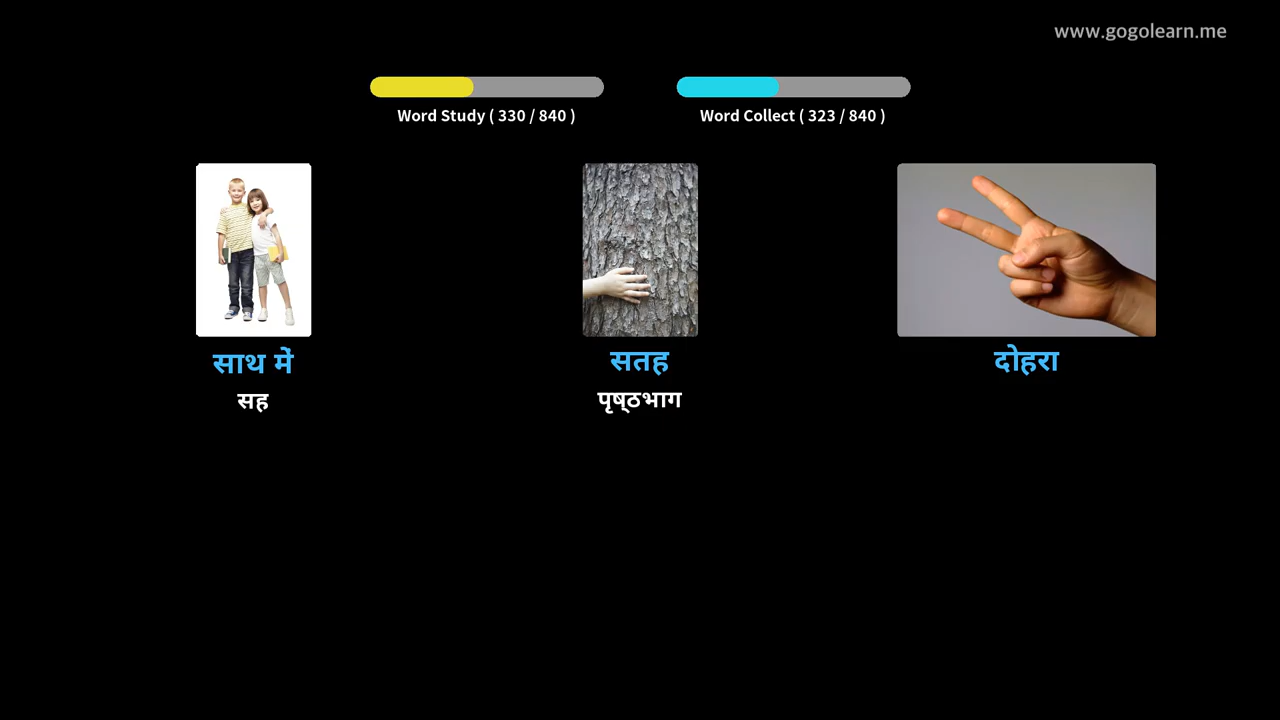 www.gogolearn.me
Word Study ( 330 / 840 )
Word Collect ( 323 / 840 )
साथ में
सह
सतह
पृष्ठभाग
दोहरा